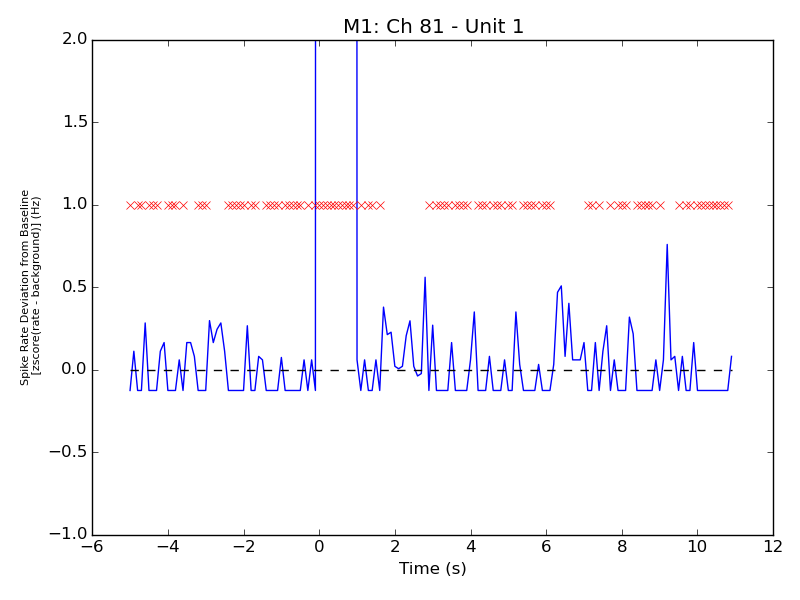 M1: Ch 81 - Unit 1
2.0
1.5
1.0
0.5
0.0
−0.5
−1.0
Spike Rate Deviation from Baseline
[zscore(rate - background)] (Hz)
−6 −4 −2 0 2 4 6 8 10 12
Time (s)